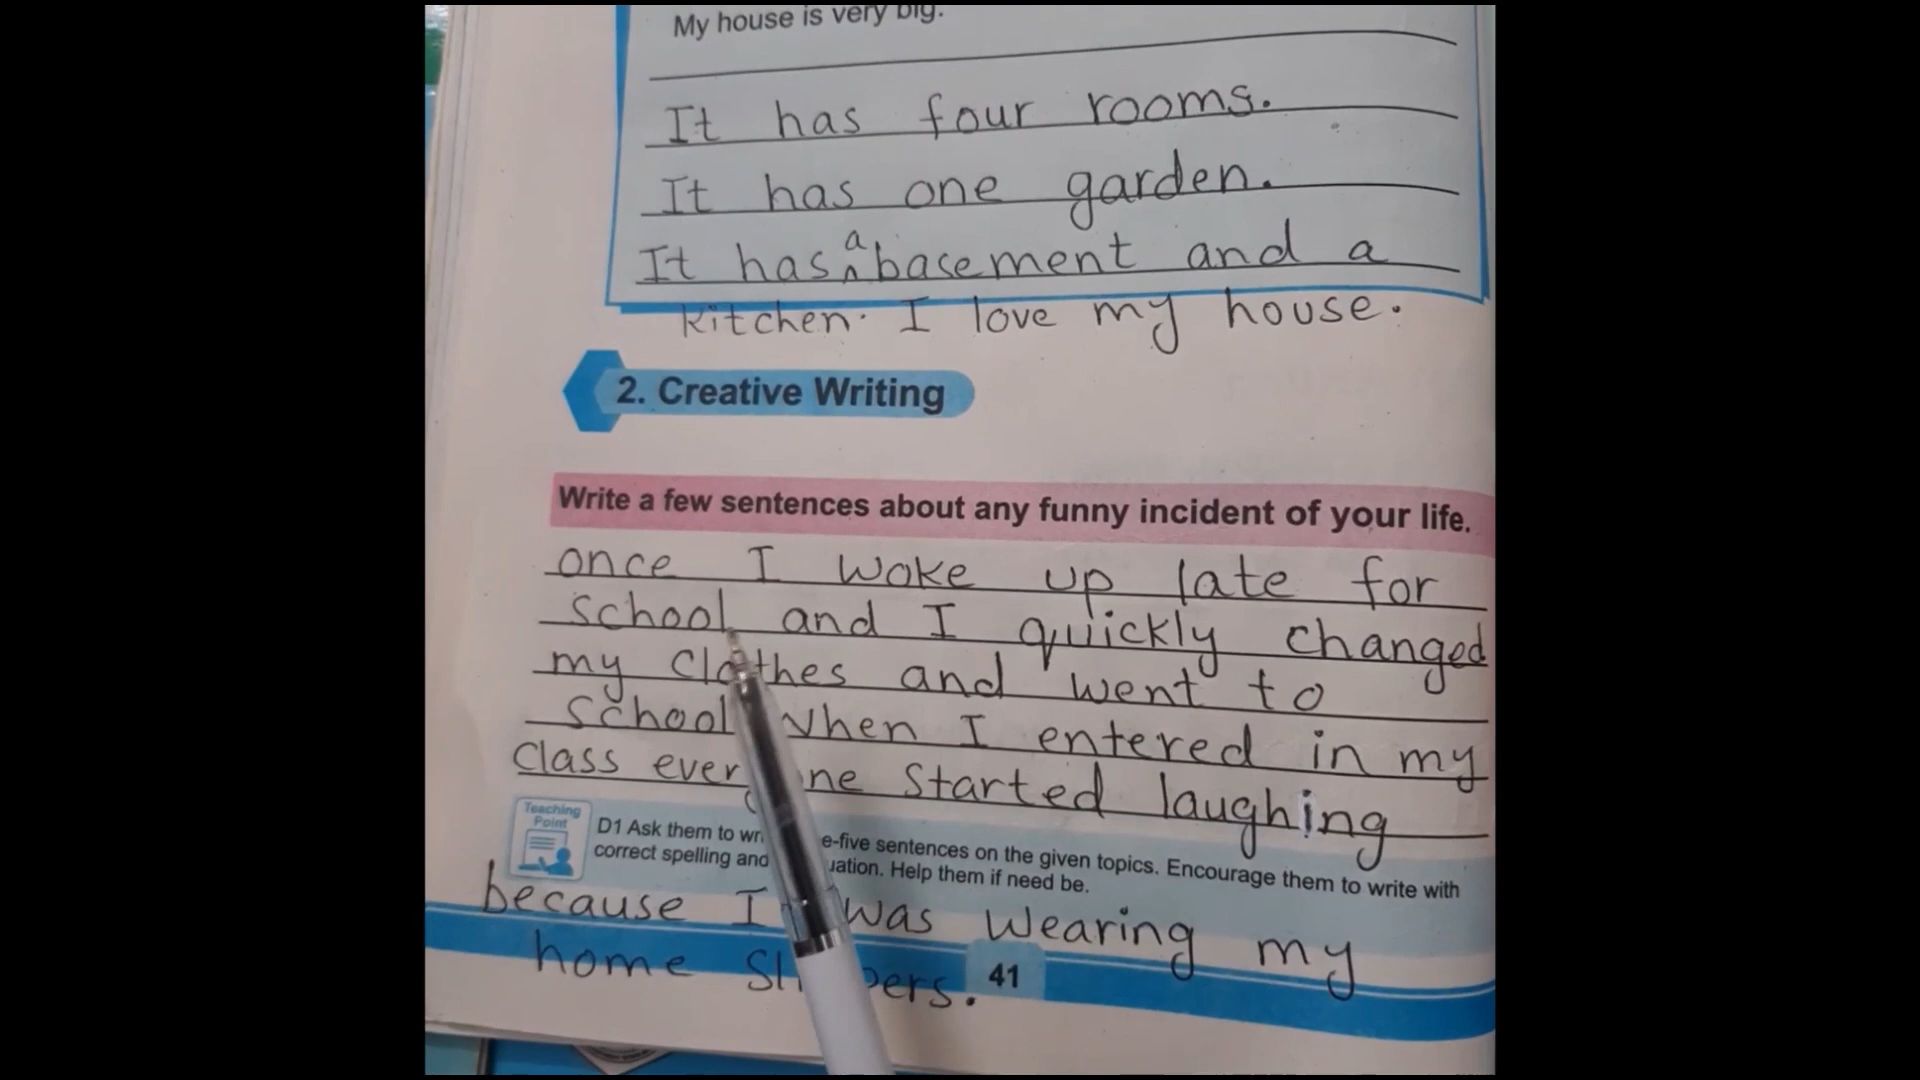 My house is very big.
It has four rooms.
It has one garden.
a
It has ^ basement and a
kitchen. I love my house.
2. Creative Writing
Write a few sentences about any funny incident of your life.
once I woke up late for
school and I quickly changed
my clothes and went to
school when I entered in my
class everyone started laughing
Teaching
Point
D1 Ask them to e-five sentences on the given topics. Encourage them to write with
correct spelling and uation. Help them if need be.
because I was wearing my
home
41